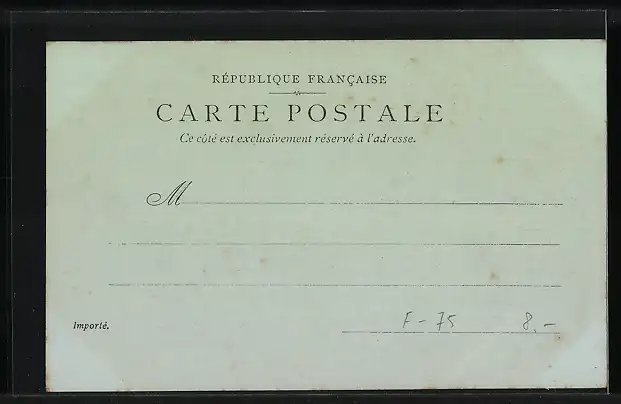 RÉPUBLIQUE FRANÇAISE
CARTE POSTALE
Ce côté est exclusivement réservé à l'adresse.
M
Importé.
F-75 8,-